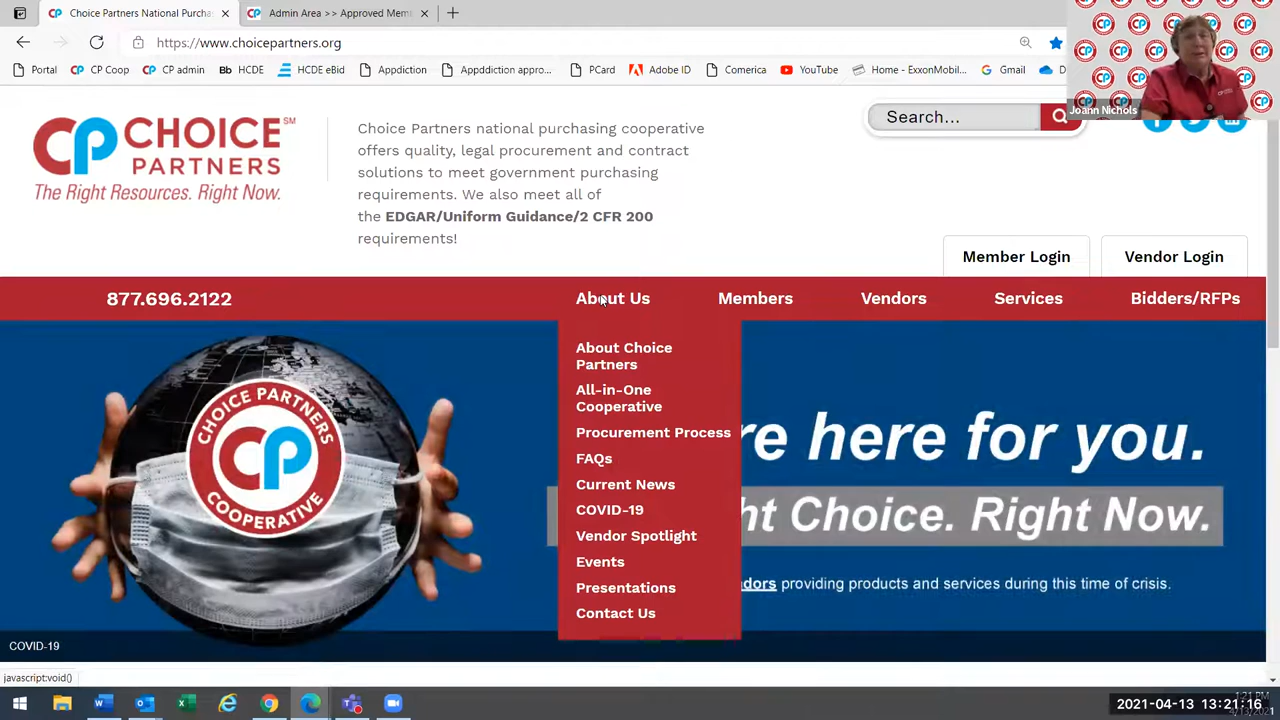 Choice Partners National Purcha
Admin Area >> Approved Mem
https://www.choicepartners.org
Portal
CP Coop
CP admin
Bb HCDE
HCDE eBid
Appdiction
Appddiction appro...
PCard
Adobe ID
Comerica
YouTube
Home - ExxonMobil...
Gmail
Joann Nichols
CP CHOICE PARTNERS SM
The Right Resources. Right Now.
Choice Partners national purchasing cooperative
offers quality, legal procurement and contract
solutions to meet government purchasing
requirements. We also meet all of
the EDGAR/Uniform Guidance/2 CFR 200
requirements!
Search...
Member Login
Vendor Login
877.696.2122
About Us
Members
Vendors
Services
Bidders/RFPs
About Choice
Partners
All-in-One
Cooperative
Procurement Process
FAQs
Current News
COVID-19
Vendor Spotlight
Events
Presentations
Contact Us
CHOICE PARTNERS
CP
COOPERATIVE
re here for you.
ht Choice. Right Now.
dors providing products and services during this time of crisis.
COVID-19
javascript:void()
1:21 PM
2021-04-13 13:21:16